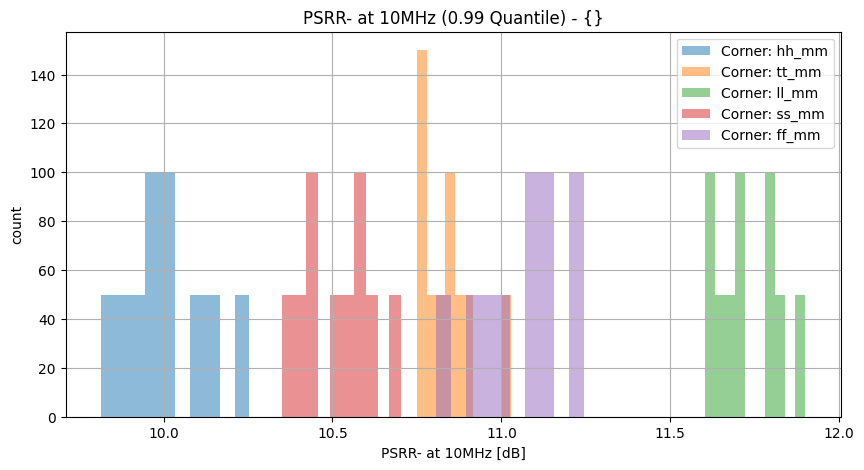 PSRR- at 10MHz (0.99 Quantile) - {}
Corner: hh_mm
Corner: tt_mm
Corner: ll_mm
Corner: ss_mm
Corner: ff_mm
count
140
120
100
80
60
40
20
0
10.0 10.5 11.0 11.5 12.0
PSRR- at 10MHz [dB]